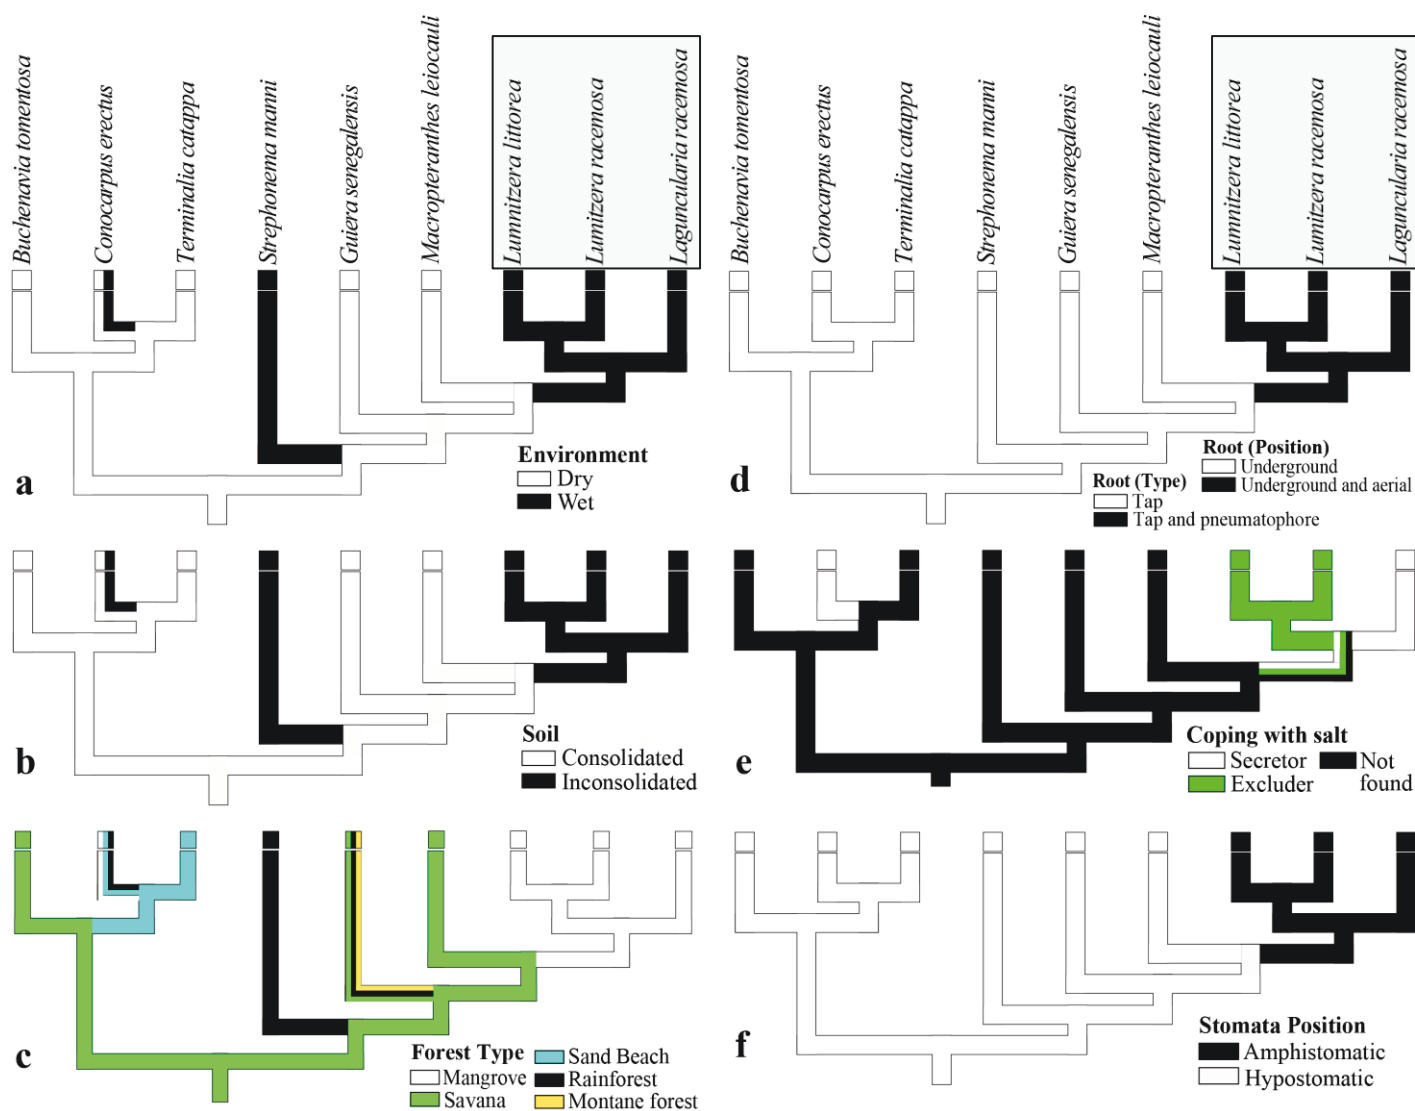 Buchenavia tomentosa
Conocarpus erectus
Terminalia catappa
Strephonema manni
Guiera senegalensis
Macropteranthes leiocauli
Lumnitzera littorea
Lumitzera racemosa
Laguncularia racemosa
a
Environment
Dry
Wet
Buchenavia tomentosa
Conocarpus erectus
Terminalia catappa
Strephonema manni
Guiera senegalensis
Macropteranthes leiocauli
Lumnitzera littorea
Lumitzera racemosa
Laguncularia racemosa
d
Root (Position)
Underground
Underground and aerial
Root (Type)
Tap
Tap and pneumatophore
b
Soil
Consolidated
Inconsolidated
e
Coping with salt
Secretor
Excluder
Not
found
c
Forest Type
Mangrove
Savana
Sand Beach
Rainforest
Montane forest
f
Stomata Position
Amphistomatic
Hypostomatic